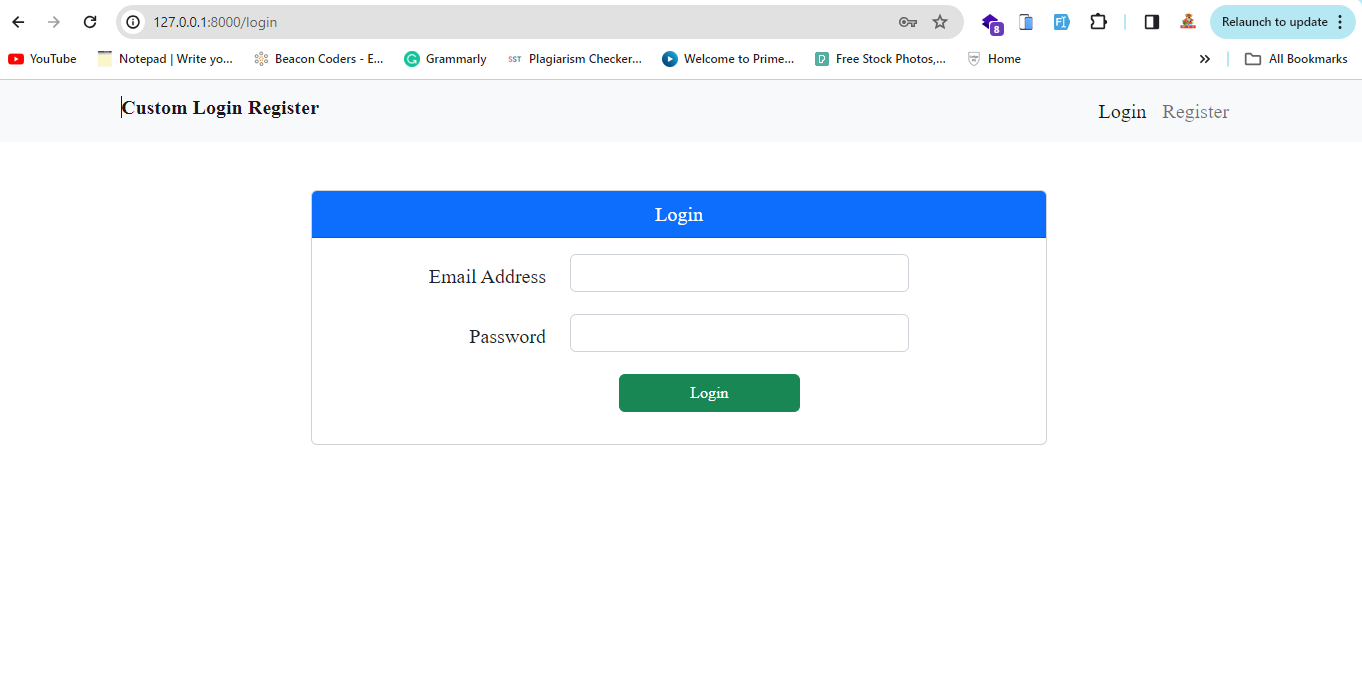 127.0.0.1:8000/login
8
FI
Relaunch to update
YouTube
Notepad | Write yo...
Beacon Coders - E...
G
Grammarly
SST
Plagiarism Checker...
Welcome to Prime...
Free Stock Photos,...
Home
»
All Bookmarks
Custom Login Register
Login
Register
Login
Email Address
Password
Login